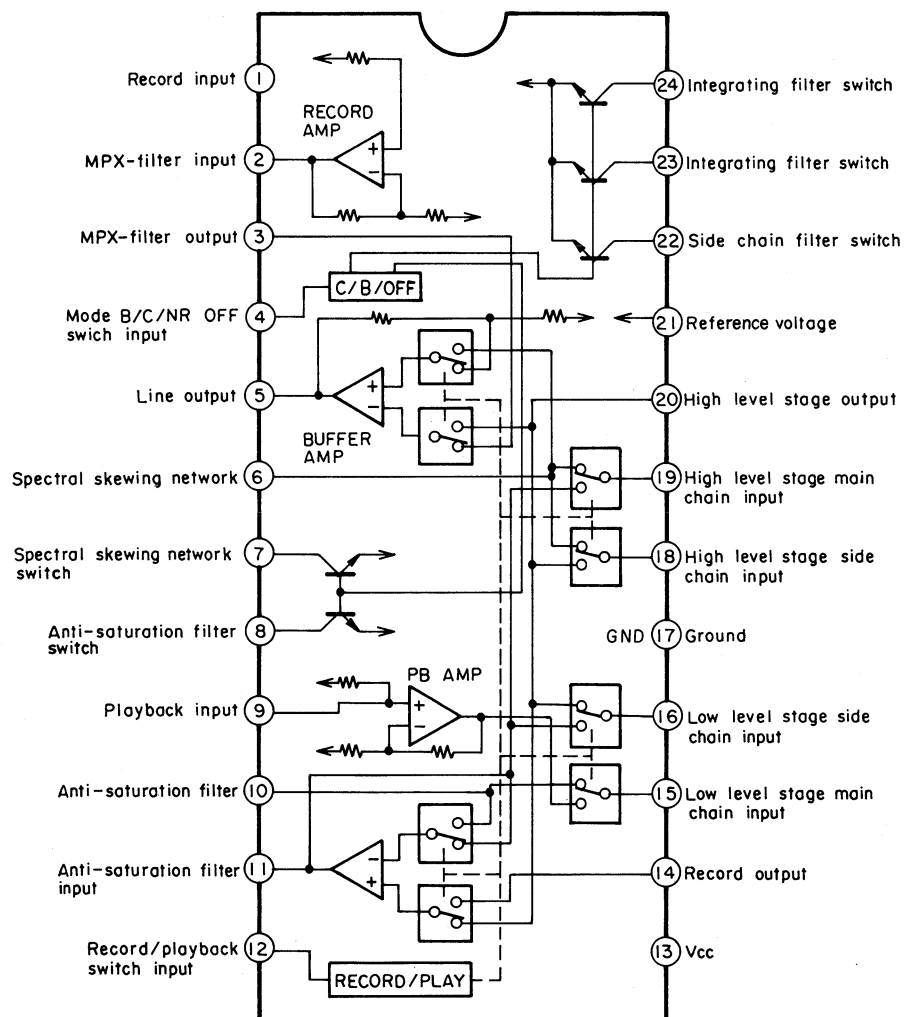 Record input 1
RECORD
AMP
+
−
MPX-filter input 2
MPX-filter output 3
C/B/OFF
Mode B/C/NR OFF 4
swich input
Line output 5
+
−
BUFFER
AMP
Spectral skewing network 6
Spectral skewing network 7
switch
Anti-saturation filter 8
switch
PB AMP
Playback input 9
+
−
Anti-saturation filter 10
Anti-saturation filter 11
input
−
+
Record/playback 12
switch input
RECORD/PLAY
24 Integrating filter switch
23 Integrating filter switch
22 Side chain filter switch
21 Reference voltage
20 High level stage output
19 High level stage main
chain input
18 High level stage side
chain input
GND 17 Ground
16 Low level stage side
chain input
15 Low level stage main
chain input
14 Record output
13 Vcc